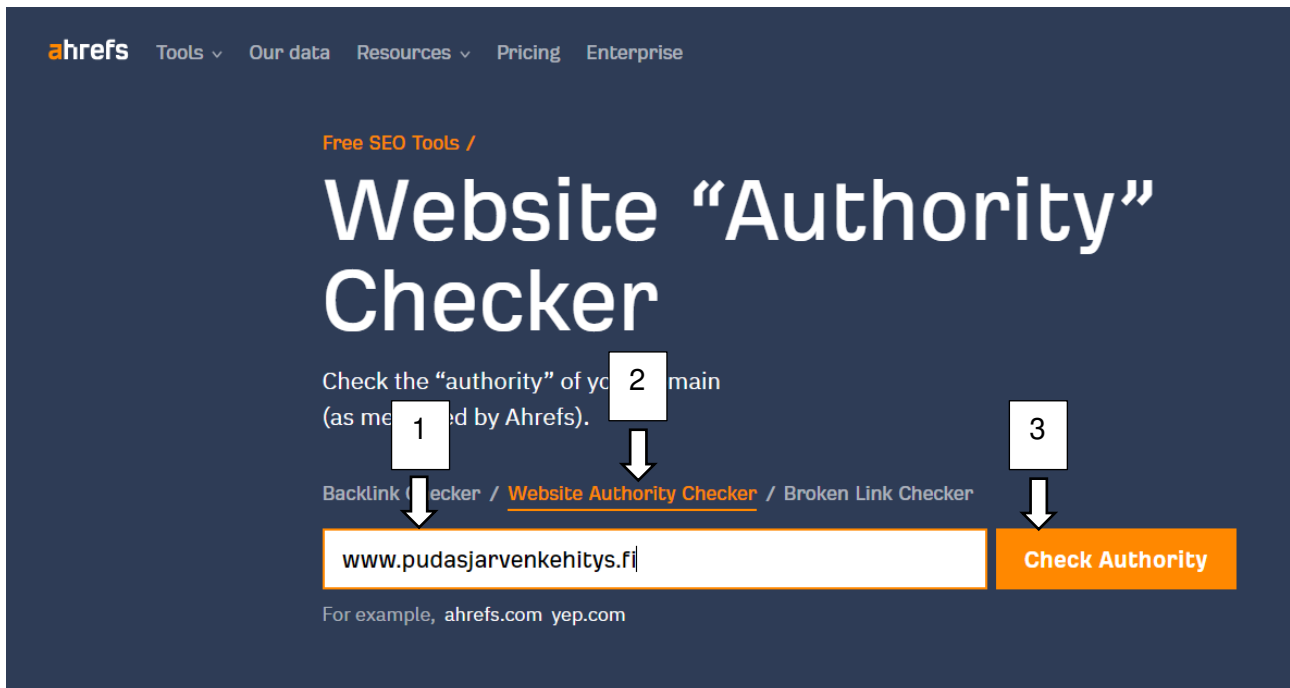 ahrefs Tools Our data Resources Pricing Enterprise
Free SEO Tools /
Website “Authority”
Checker
Check the “authority” of yo main
2
(as me ed by Ahrefs).
1
3
Backlink ecker / Website Authority Checker / Broken Link Checker
www.pudasjarvenkehitys.fi
Check Authority
For example, ahrefs.com yep.com